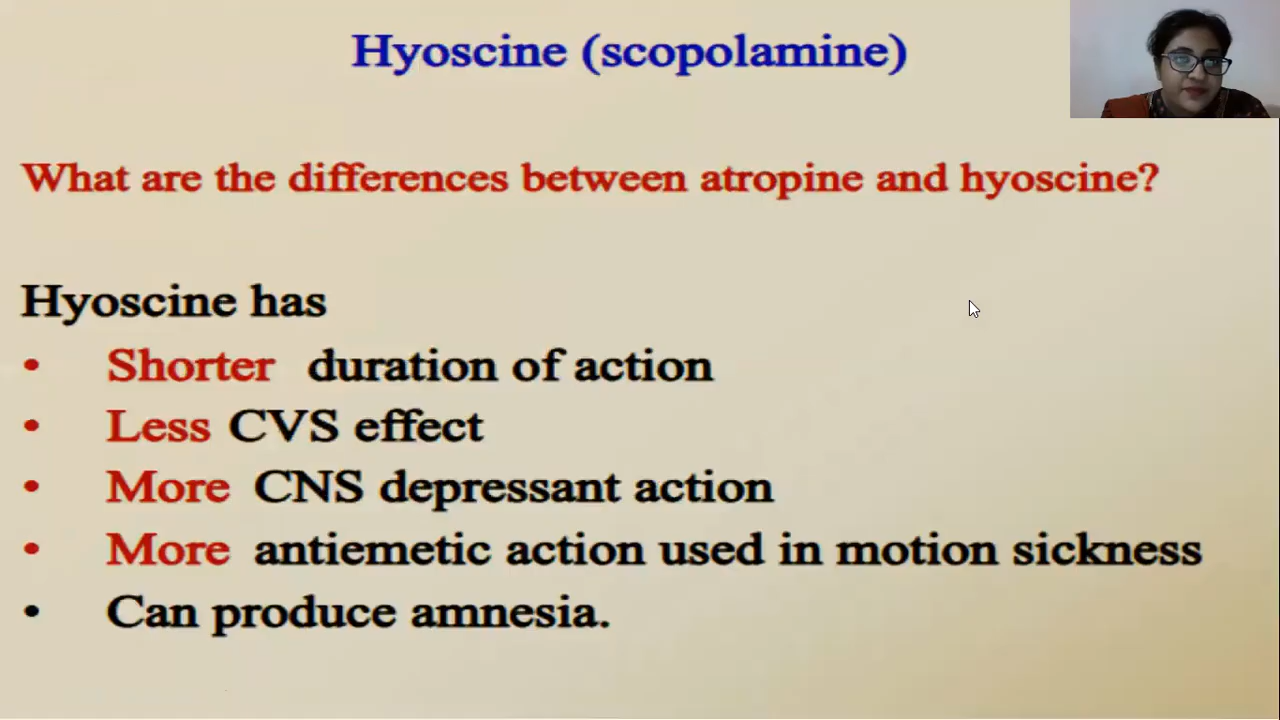 Hyoscine (scopolamine)
What are the differences between atropine and hyoscine?
Hyoscine has
• Shorter duration of action
• Less CVS effect
• More CNS depressant action
• More antiemetic action used in motion sickness
• Can produce amnesia.